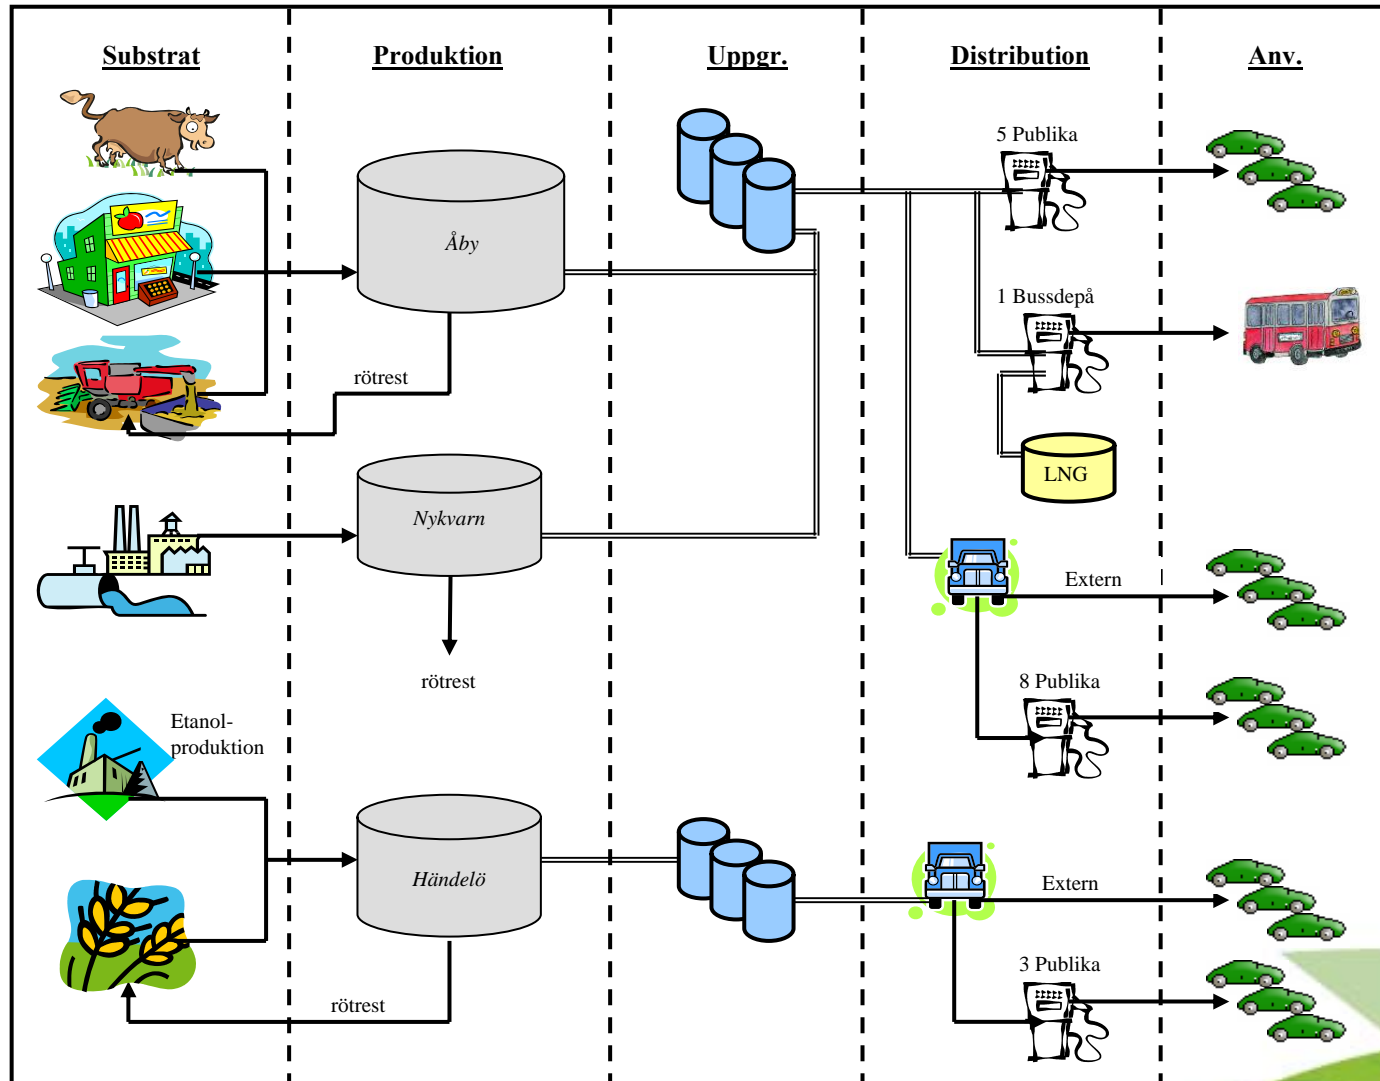 Substrat
Produktion
Uppgr.
Distribution
Anv.
5 Publika
Åby
1 Bussdepå
rötrest
LNG
Nykvarn
Extern
rötrest
8 Publika
Etanol-
produktion
Händelö
Extern
3 Publika
rötrest